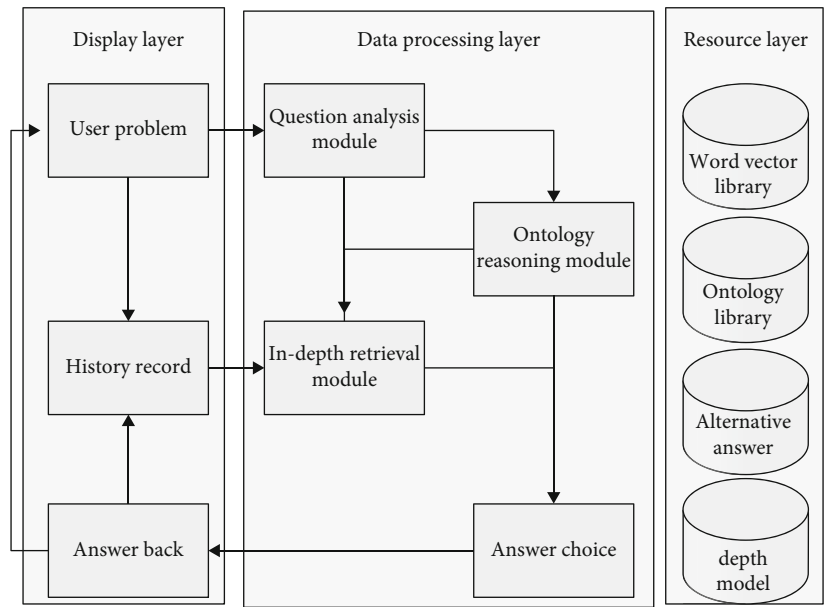 Display layer
User problem
History record
Answer back
Data processing layer
Question analysis
module
Ontology
reasoning module
In-depth retrieval
module
Answer choice
Resource layer
Word vector
library
Ontology
library
Alternative
answer
depth
model